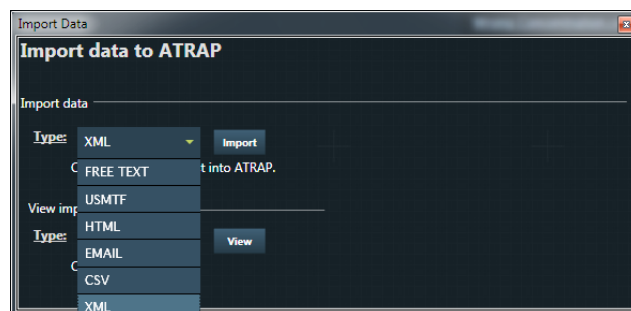 Import Data
Import data to ATRAP
Import data
Type: XML Import
C t into ATRAP.
FREE TEXT
USMTF
View imp
HTML
Type: View
EMAIL
C
CSV
XML